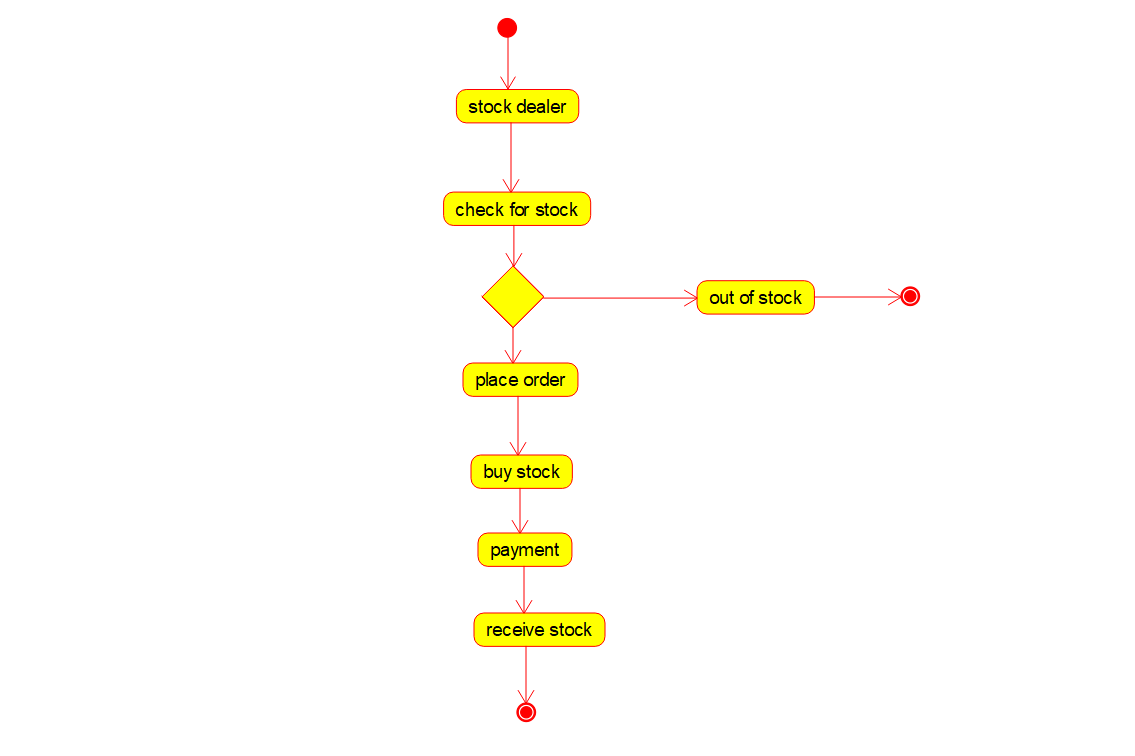 stock dealer
check for stock
out of stock
place order
buy stock
payment
receive stock